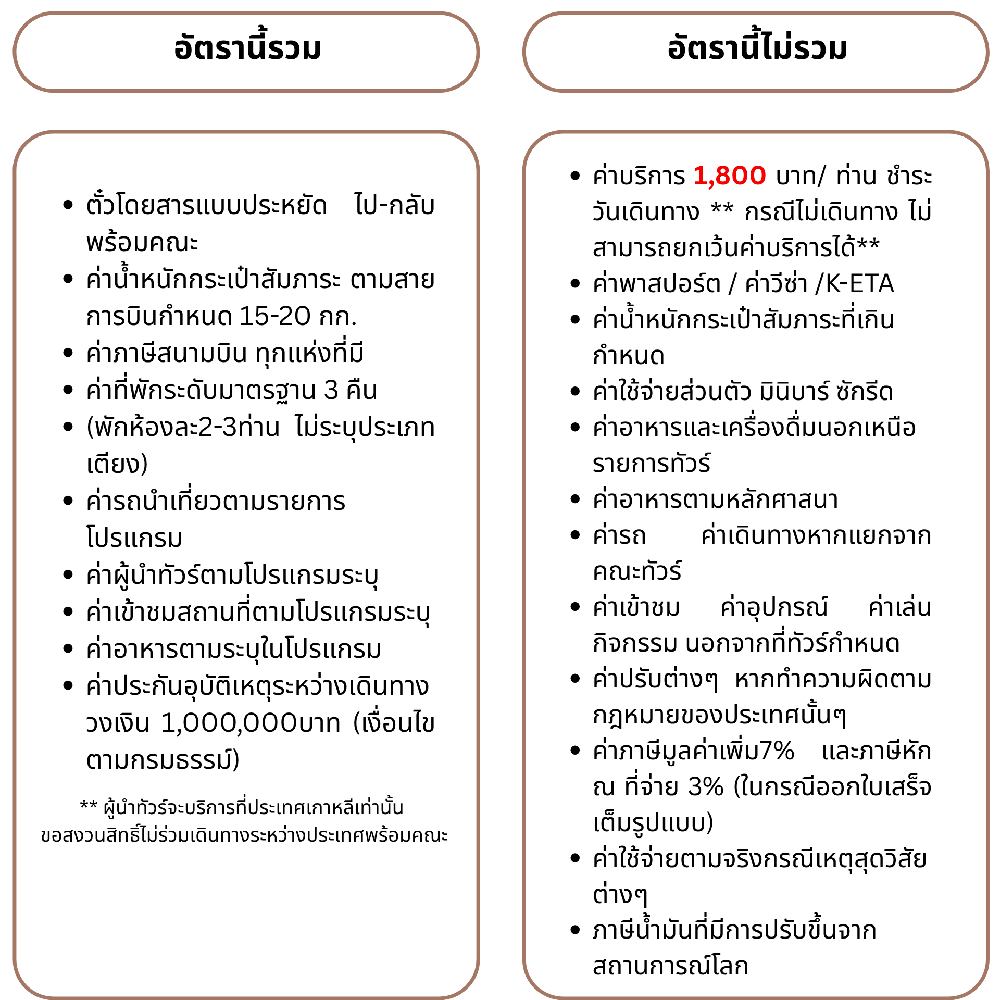 อัตรานี้รวม
ตั๋วโดยสารแบบประหยัด ไป-กลับ
พร้อมคณะ
ค่าน้ำหนักกระเป๋าสัมภาระ ตามสาย
การบินกำหนด 15-20 กก.
ค่าภาษีสนามบิน ทุกแห่งที่มี
ค่าที่พักระดับมาตรฐาน 3 คืน
(พักห้องละ2-3ท่าน ไม่ระบุประเภท
เตียง)
ค่ารถนำเที่ยวตามรายการ
โปรแกรม
ค่าผู้นำทัวร์ตามโปรแกรมระบุ
ค่าเข้าชมสถานที่ตามโปรแกรมระบุ
ค่าอาหารตามระบุในโปรแกรม
ค่าประกันอุบัติเหตุระหว่างเดินทาง
วงเงิน 1,000,000บาท (เงื่อนไข
ตามกรมธรรม์)
** ผู้นำทัวร์จะบริการที่ประเทศเกาหลีเท่านั้น
ขอสงวนสิทธิ์ไม่ร่วมเดินทางระหว่างประเทศพร้อมคณะ
อัตรานี้ไม่รวม
ค่าบริการ 1,800 บาท/ ท่าน ชำระ
วันเดินทาง ** กรณีไม่เดินทาง ไม่
สามารถยกเว้นค่าบริการได้**
ค่าพาสปอร์ต / ค่าวีซ่า /K-ETA
ค่าน้ำหนักกระเป๋าสัมภาระที่เกิน
กำหนด
ค่าใช้จ่ายส่วนตัว มินิบาร์ ซักรีด
ค่าอาหารและเครื่องดื่มนอกเหนือ
รายการทัวร์
ค่าอาหารตามหลักศาสนา
ค่ารถ ค่าเดินทางหากแยกจาก
คณะทัวร์
ค่าเข้าชม ค่าอุปกรณ์ ค่าเล่น
กิจกรรม นอกจากที่ทัวร์กำหนด
ค่าปรับต่างๆ หากทำความผิดตาม
กฎหมายของประเทศนั้นๆ
ค่าภาษีมูลค่าเพิ่ม7% และภาษีหัก
ณ ที่จ่าย 3% (ในกรณีออกใบเสร็จ
เต็มรูปแบบ)
ค่าใช้จ่ายตามจริงกรณีเหตุสุดวิสัย
ต่างๆ
ภาษีน้ำมันที่มีการปรับขึ้นจาก
สถานการณ์โลก